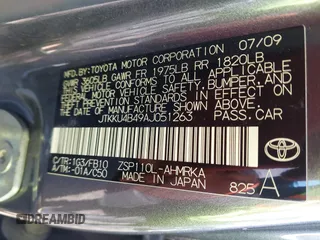 MFD. BY: TOYOTA MOTOR CORPORATION 07/09
GVWR 3605LB GAWR FR 1975LB RR 1820LB
THIS VEHICLE CONFORMS TO ALL APPLICABLE
FEDERAL MOTOR VEHICLE SAFETY, BUMPER, AND
THEFT PREVENTION STANDARDS IN EFFECT ON
THE DATE OF MANUFACTURE SHOWN ABOVE.
JTKKU4B49AJ051263 PASS. CAR
C/TR:1G3/FB10 ZSP110L-AHMRKA
A/TM:-01A/C50 MADE IN JAPAN 825 A
TOYOTA
DREAMBID